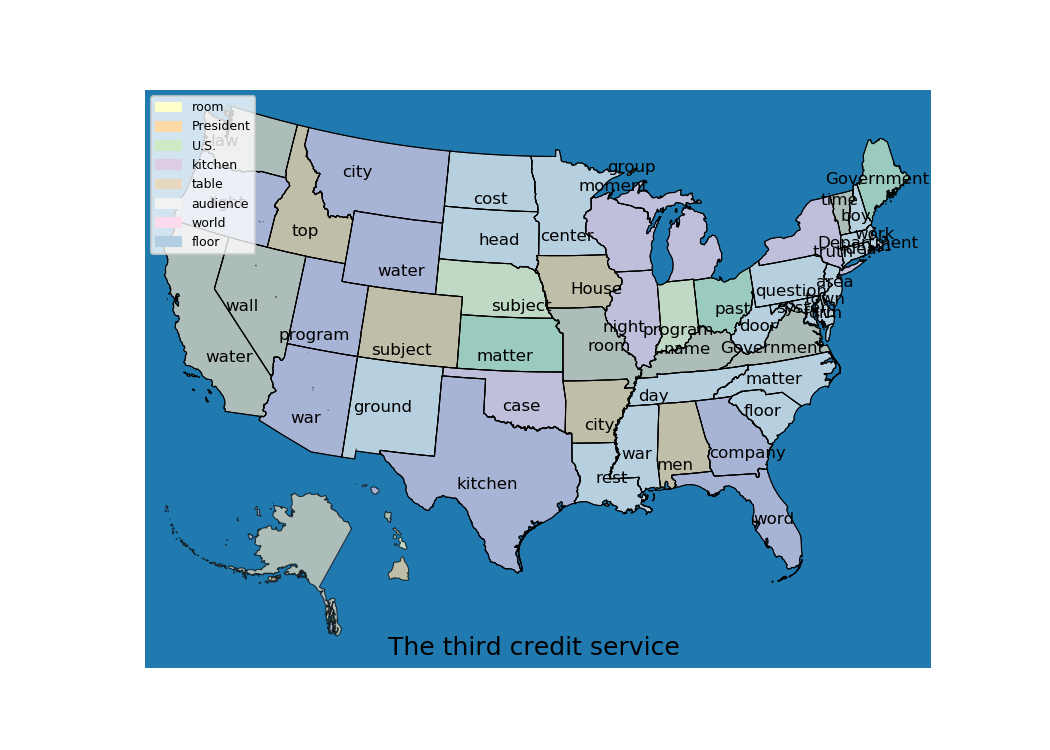 room
President
U.S.
kitchen
table
audience
world
floor
law
city
cost
group
moment
Government
time
boy
work
Department
truth
top
head
center
water
wall
subject
House
question
area
town
system
program
night
program
past
door
room
name
Government
water
subject
matter
matter
war
ground
case
day
floor
city
war
men
company
kitchen
rest
word
The third credit service